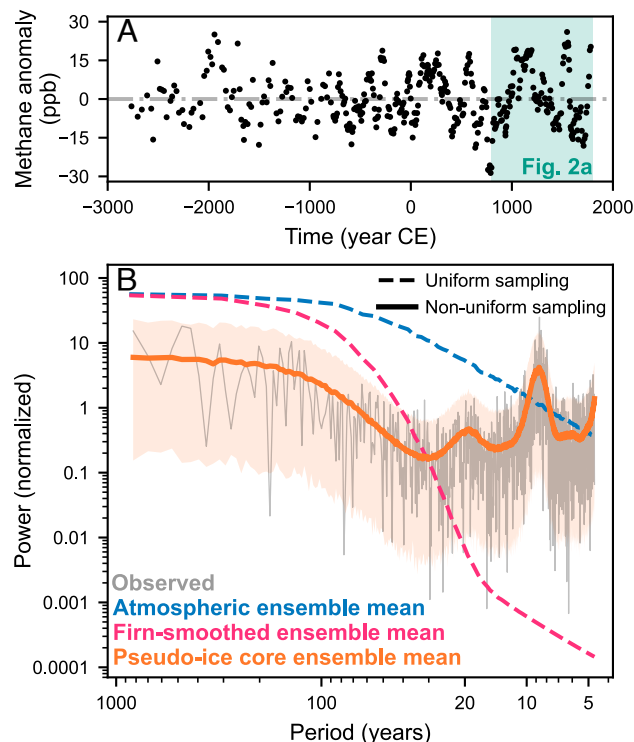 A
Methane anomaly
(ppb)
30
15
0
−15
−30
Fig. 2a
−3000 −2000 −1000 0 1000 2000
Time (year CE)
B
Uniform sampling
Non-uniform sampling
Power (normalized)
100
10
1
0.1
0.01
0.001
0.0001
Observed
Atmospheric ensemble mean
Firn-smoothed ensemble mean
Pseudo-ice core ensemble mean
1000 100 20 10 5
Period (years)